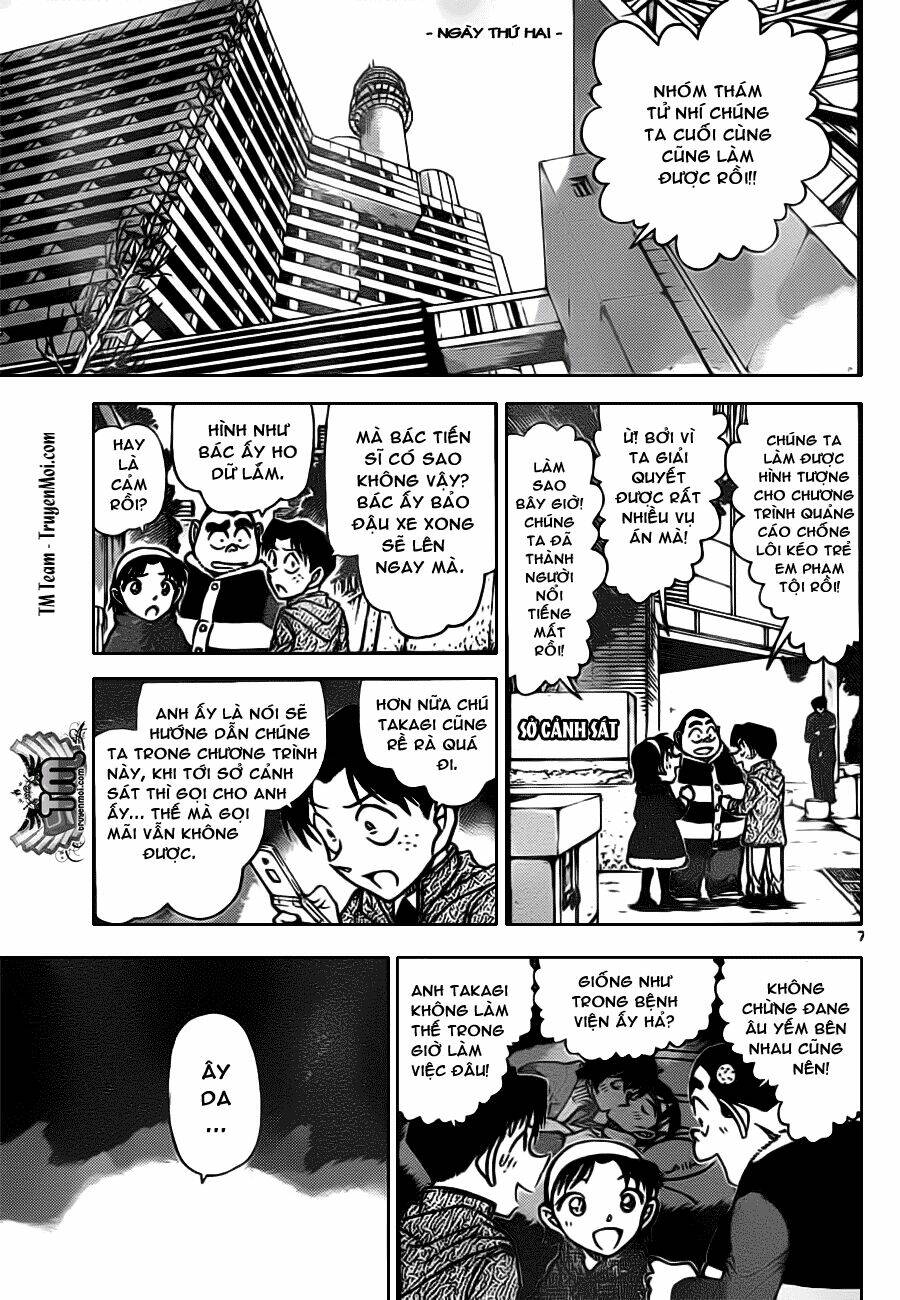 - NGÀY THỨ HAI -
NHÓM THÁM
TỬ NHÍ CHÚNG
TA CUỐI CÙNG
CŨNG LÀM
ĐƯỢC RỒI!!
CHÚNG TA
LÀM ĐƯỢC
HÌNH TƯỢNG
CHO CHƯƠNG
TRÌNH QUẢNG
CÁO CHỐNG
LÔI KÉO TRẺ
EM PHẠM
TỘI RỒI!
Ừ! BỞI VÌ
TA GIẢI
QUYẾT
ĐƯỢC RẤT
NHIỀU VỤ
ÁN MÀ!
LÀM
SAO
BÂY GIỜ!
CHÚNG
TA ĐÃ
THÀNH
NGƯỜI
NỔI
TIẾNG
MẤT
RỒI!
SỞ CẢNH SÁT
MÀ BÁC TIẾN
SĨ CÓ SAO
KHÔNG VẬY?
BÁC ẤY BẢO
ĐẬU XE XONG
SẼ LÊN
NGAY MÀ.
HÌNH NHƯ
BÁC ẤY HO
DỮ LẮM.
HAY
LÀ
CẢM
RỒI?
HƠN NỮA CHÚ
TAKAGI CŨNG
RỀ RÀ QUÁ
ĐI.
ANH ẤY LÀ NÓI SẼ
HƯỚNG DẪN CHÚNG
TA TRONG CHƯƠNG TRÌNH
NÀY, KHI TỚI SỞ CẢNH
SÁT THÌ GỌI CHO ANH
ẤY... THẾ MÀ GỌI
MÃI VẪN KHÔNG
ĐƯỢC.
7
KHÔNG
CHỪNG ĐANG
ÂU YẾM BÊN
NHAU CŨNG
NÊN!
GIỐNG NHƯ
TRONG BỆNH
VIỆN ẤY HẢ?
ANH TAKAGI
KHÔNG LÀM
THẾ TRONG
GIỜ LÀM
VIỆC ĐÂU!
ÂY
DA
...
TM Team - TruyenMoi.com
TM
truyenmoi.com